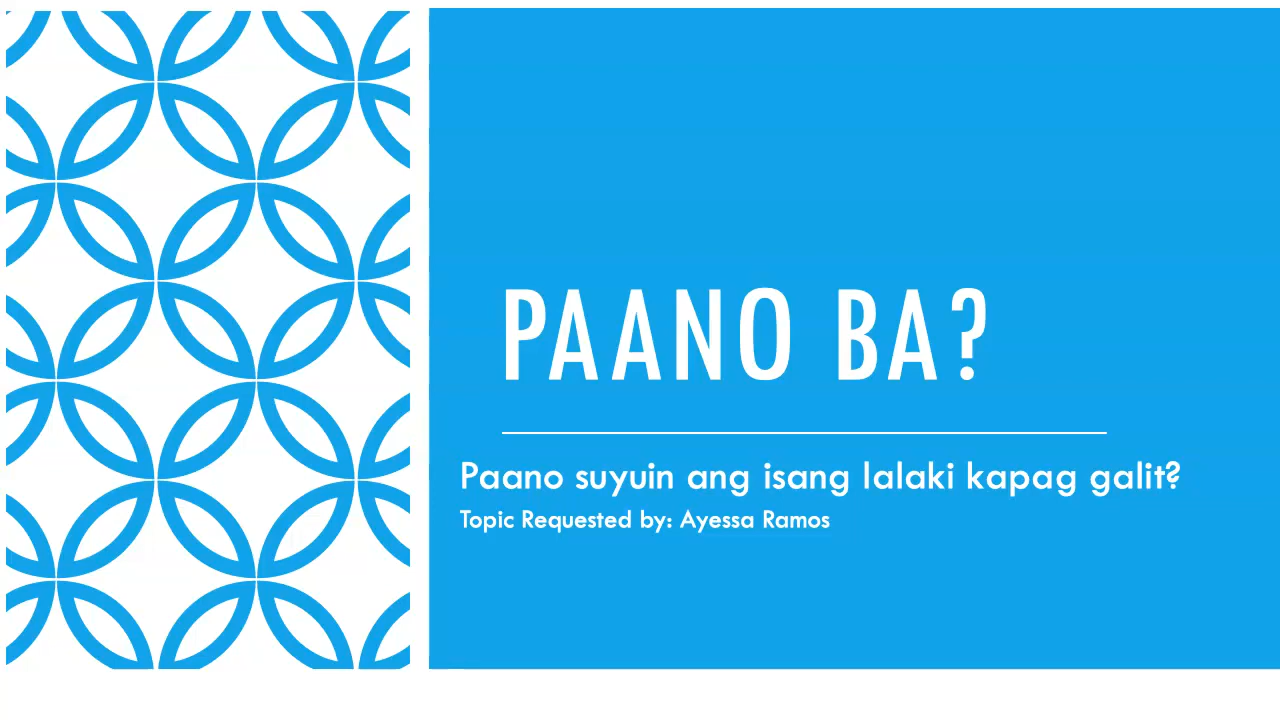 PAANO BA?
Paano suyuin ang isang lalaki kapag galit?
Topic Requested by: Ayessa Ramos